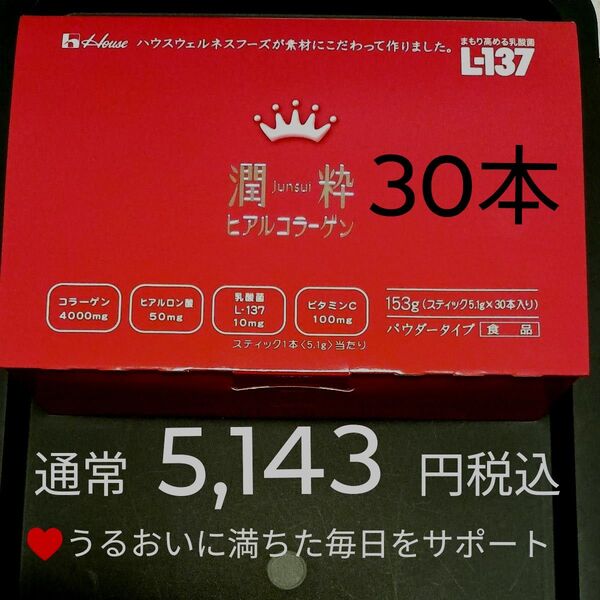 House ハウスウェルネスフーズが素材にこだわって作りました。
まもり高める乳酸菌
L-137
潤 Junsui 粋
ヒアルコラーゲン
30本
コラーゲン
4000mg
ヒアルロン酸
50mg
乳酸菌
L-137
10mg
ビタミンC
100mg
スティック1本〈5.1g〉当たり
153g(スティック5.1g×30本入り)
パウダータイプ 食品
通常 5,143 円税込
♥うるおいに満ちた毎日をサポート